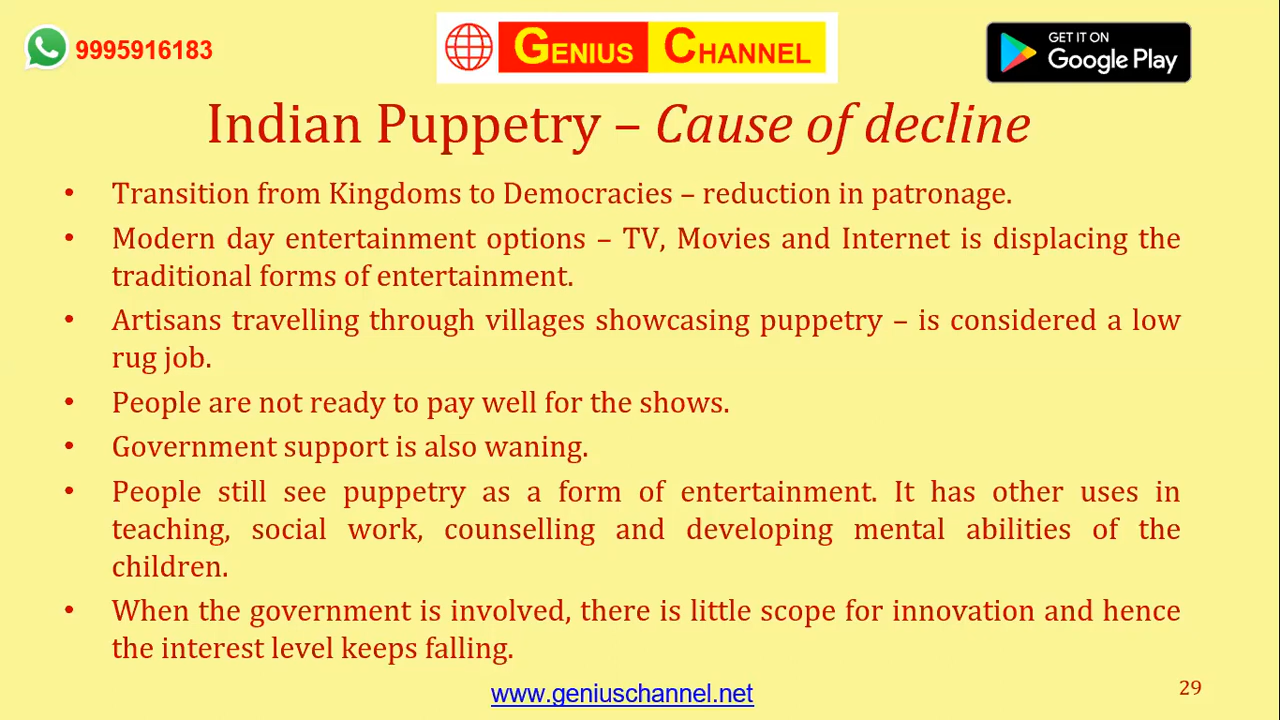 9995916183
GENIUS CHANNEL
GET IT ON
Google Play
Indian Puppetry – Cause of decline
• Transition from Kingdoms to Democracies – reduction in patronage.
• Modern day entertainment options – TV, Movies and Internet is displacing the
traditional forms of entertainment.
• Artisans travelling through villages showcasing puppetry – is considered a low
rug job.
• People are not ready to pay well for the shows.
• Government support is also waning.
• People still see puppetry as a form of entertainment. It has other uses in
teaching, social work, counselling and developing mental abilities of the
children.
• When the government is involved, there is little scope for innovation and hence
the interest level keeps falling.
www.geniuschannel.net
29